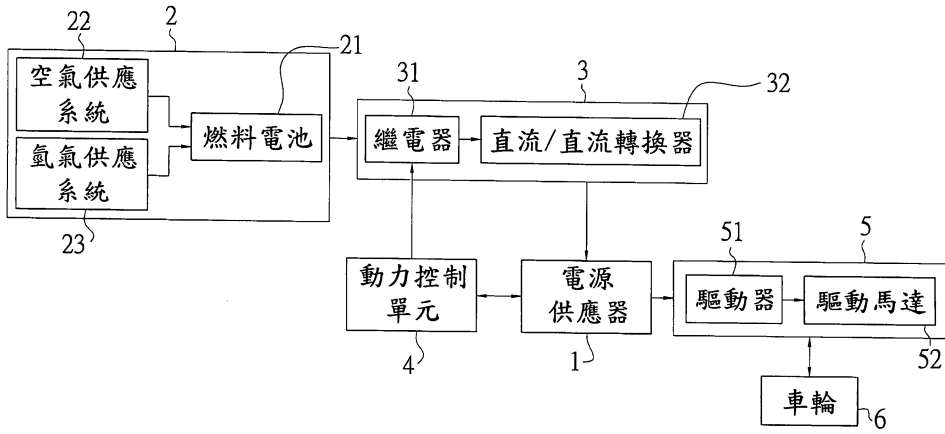 2
22
21
空氣供應
系統
燃料電池
氫氣供應
系統
23
3
31
32
繼電器
直流/直流轉換器
動力控制
單元
4
電源
供應器
1
5
51
驅動器
驅動馬達
52
車輪
6